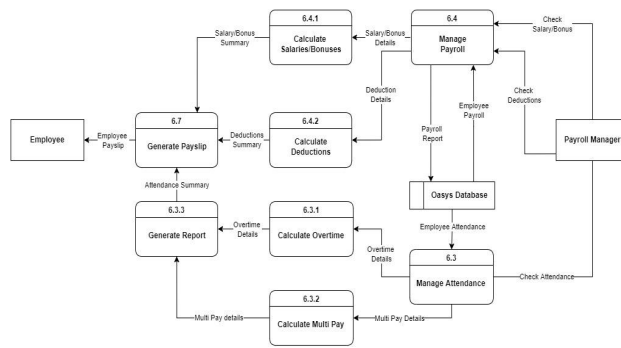 6.4.1
Calculate
Salaries/Bonuses
Salary/Bonus
Summary
Salary/Bonus
Details
6.4
Manage
Payroll
Check
Salary/Bonus
Deduction
Details
Check
Deductions
6.7
Generate Payslip
6.4.2
Calculate
Deductions
Deductions
Summary
Employee
Employee
Payslip
Payroll
Report
Employee
Payroll
Payroll Manager
Attendance Summary
Oasys Database
6.3.3
Generate Report
Overtime
Details
6.3.1
Calculate Overtime
Overtime
Details
Employee Attendance
6.3
Manage Attendance
Check Attendance
6.3.2
Calculate Multi Pay
Multi Pay details
Multi Pay Details